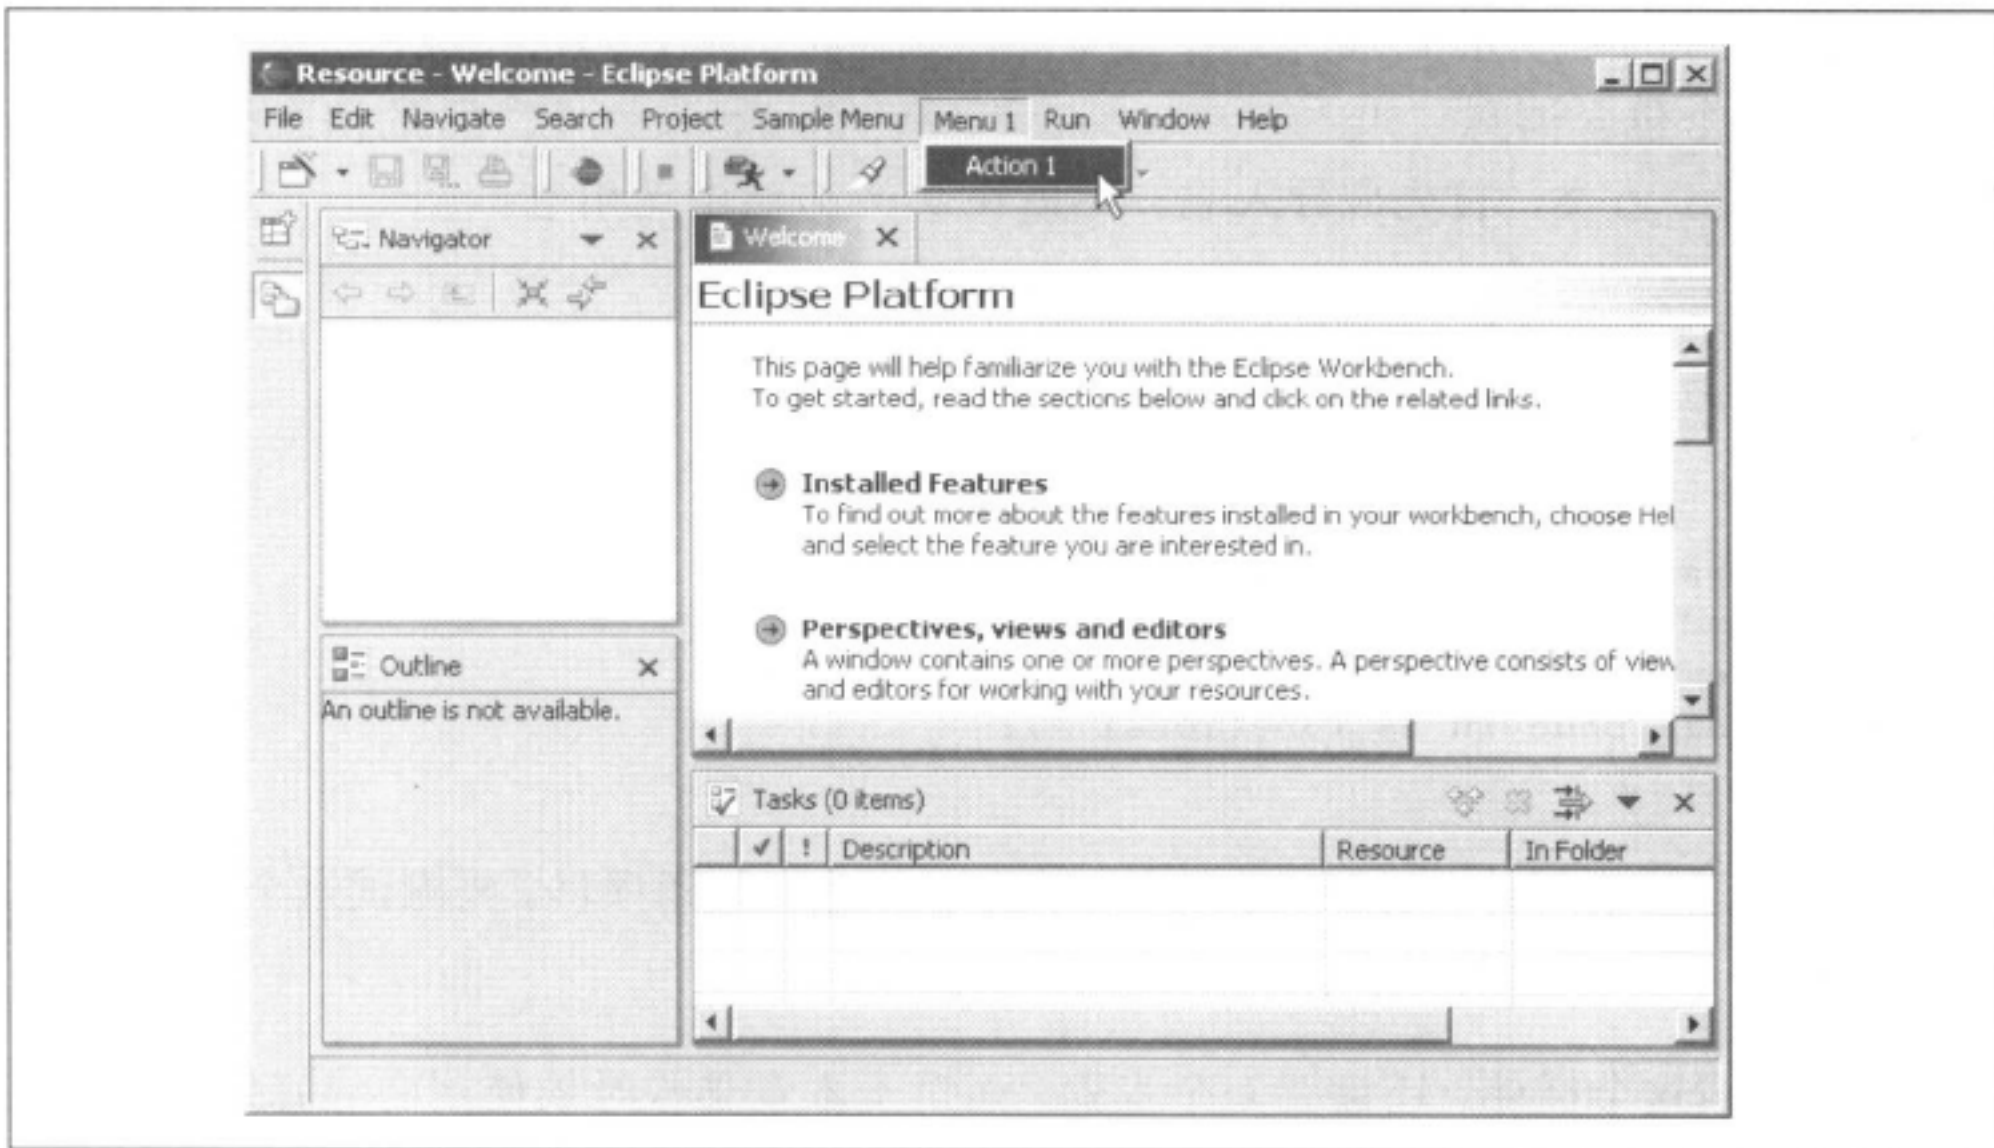 Resource - Welcome - Eclipse Platform
File Edit Navigate Search Project Sample Menu Menu 1 Run Window Help
Action 1
Navigator
Welcome
Eclipse Platform
This page will help familiarize you with the Eclipse Workbench.
To get started, read the sections below and click on the related links.
Installed Features
To find out more about the features installed in your workbench, choose Hel
and select the feature you are interested in.
Perspectives, views and editors
A window contains one or more perspectives. A perspective consists of view
and editors for working with your resources.
Outline
An outline is not available.
Tasks (0 items)
! Description Resource In Folder